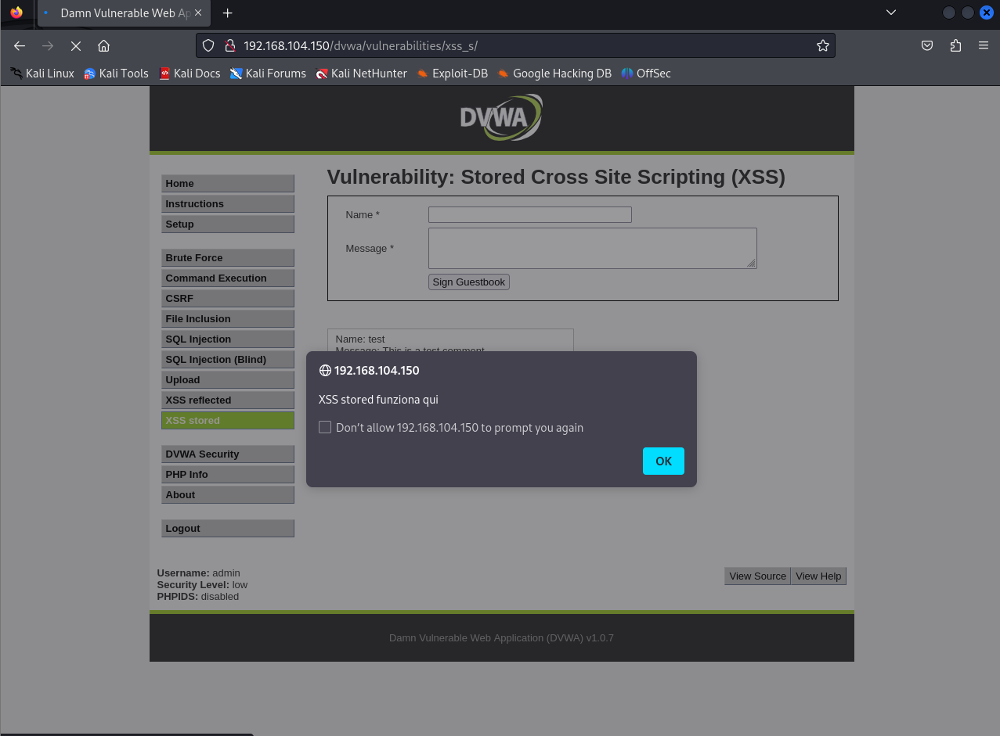 Damn Vulnerable Web Ap
192.168.104.150/dvwa/vulnerabilities/xss_s/
Kali Linux Kali Tools Kali Docs Kali Forums Kali NetHunter Exploit-DB Google Hacking DB OffSec
DVWA
Home
Instructions
Setup
Brute Force
Command Execution
CSRF
File Inclusion
SQL Injection
SQL Injection (Blind)
Upload
XSS reflected
XSS stored
DVWA Security
PHP Info
About
Logout
Vulnerability: Stored Cross Site Scripting (XSS)
Name *
Message *
Sign Guestbook
Name: test
Message: This is a test comment
192.168.104.150
XSS stored funziona qui
Don't allow 192.168.104.150 to prompt you again
OK
Username: admin
Security Level: low
PHPIDS: disabled
View Source View Help
Damn Vulnerable Web Application (DVWA) v1.0.7